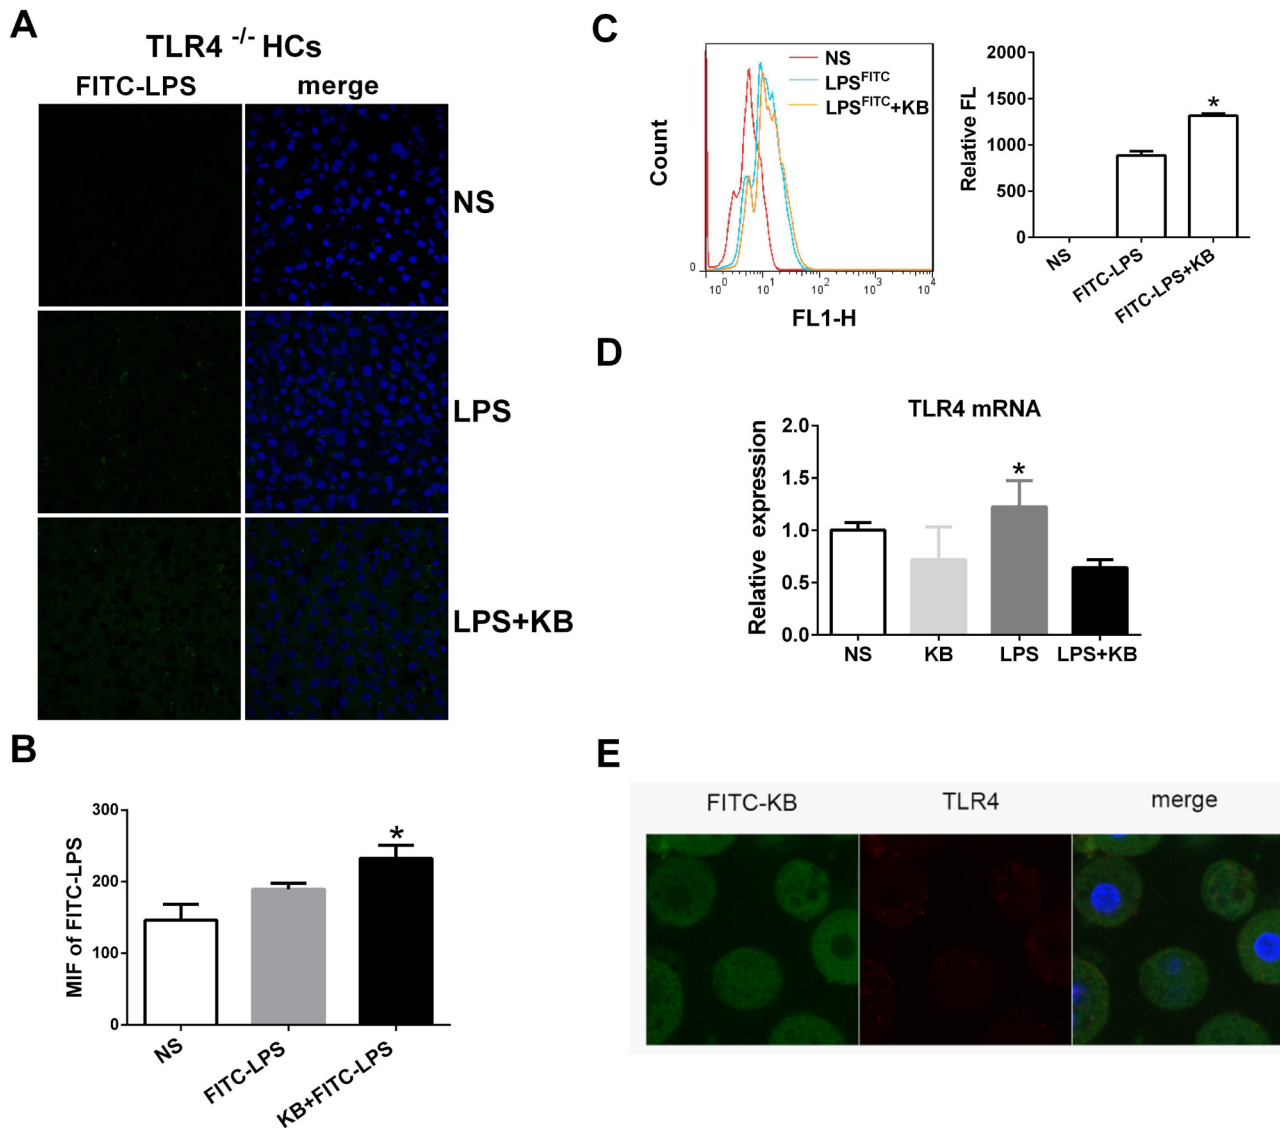 A
TLR4 -/- HCs
FITC-LPS merge
NS
LPS
LPS+KB
B
300
200
100
0
MIF of FITC-LPS
NS
FITC-LPS
KB+FITC-LPS
C
NS
LPSFITC
LPSFITC+KB
Count
0
10^0 10^1 10^2 10^3 10^4
FL1-H
2000
1500
1000
500
0
Relative FL
*
NS
FITC-LPS
FITC-LPS+KB
D
TLR4 mRNA
2.0
1.5
1.0
0.5
0.0
Relative expression
*
NS KB LPS LPS+KB
*
E
FITC-KB TLR4 merge